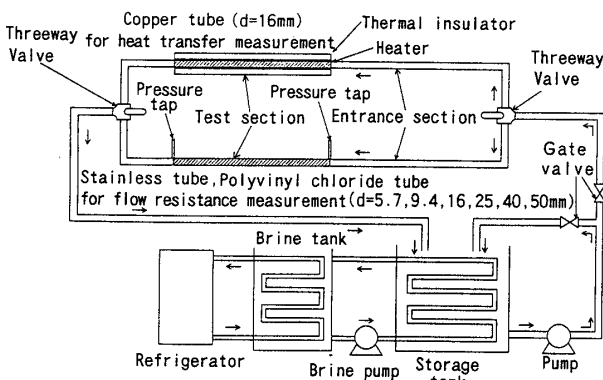 Copper tube (d=16mm)
for heat transfer measurement
Thermal insulator
Heater
Threeway
Valve
Threeway
Valve
Pressure
tap
Pressure
tap
Test section
Entrance section
Gate
valve
Stainless tube, Polyvinyl chloride tube
for flow resistance measurement (d=5.7,9.4,16,25,40,50mm)
Brine tank
Refrigerator
Brine pump
Storage
tank
Pump